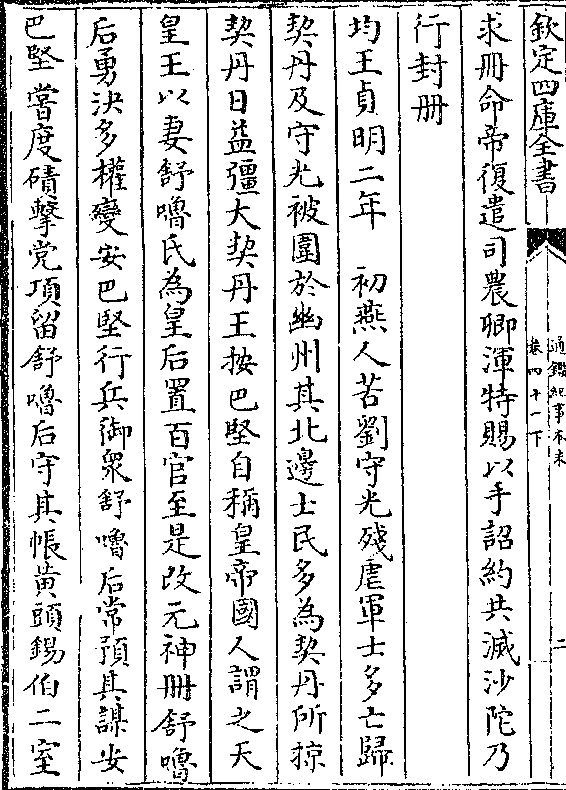 欽定四庫全書
通鑑紀事本末
卷四十一下
二
求冊命帝復遣司農卿渾特賜以手詔約共滅沙陀乃
行封冊
均王貞明二年 初燕人苦劉守光殘虐軍士多亡歸
契丹及守光被圍於幽州其北邊士民多為契丹所掠
契丹日益彊大契丹王按巴堅自稱皇帝國人謂之天
皇王以妻舒嚕氏為皇后置百官至是改元神冊舒嚕
后勇決多權變安巴堅行兵御衆舒嚕后常預其謀安
巴堅嘗度磧擊党項留舒嚕后守其帳黃頭錫伯二室